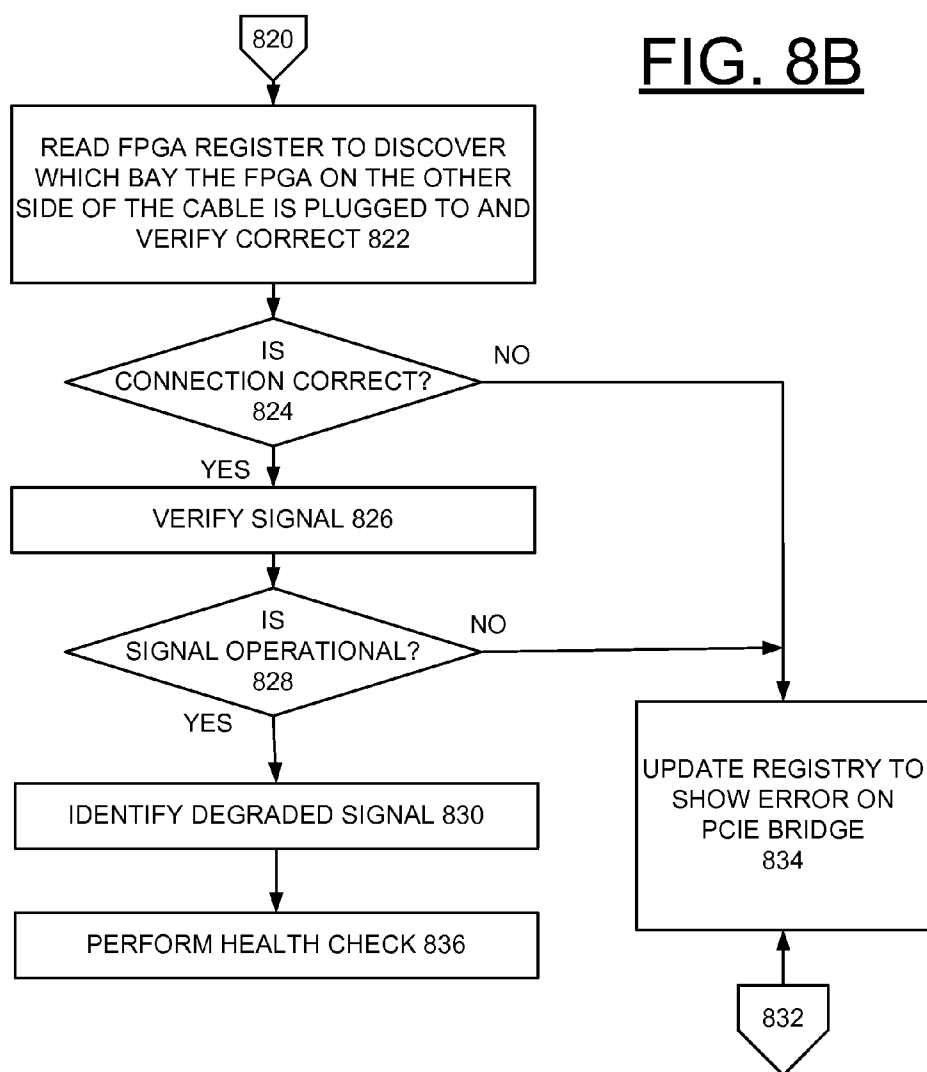 820
FIG. 8B
READ FPGA REGISTER TO DISCOVER
WHICH BAY THE FPGA ON THE OTHER
SIDE OF THE CABLE IS PLUGGED TO AND
VERIFY CORRECT 822
IS
CONNECTION CORRECT?
824
NO
YES
VERIFY SIGNAL 826
IS
SIGNAL OPERATIONAL?
828
NO
YES
IDENTIFY DEGRADED SIGNAL 830
PERFORM HEALTH CHECK 836
UPDATE REGISTRY TO
SHOW ERROR ON
PCIE BRIDGE
834
832